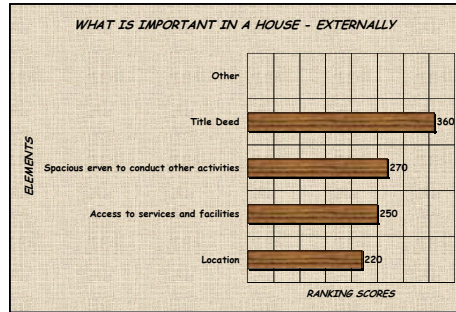 WHAT IS IMPORTANT IN A HOUSE - EXTERNALLY
ELEMENTS
Other
Title Deed 360
Spacious erven to conduct other activities 270
Access to services and facilities 250
Location 220
RANKING SCORES